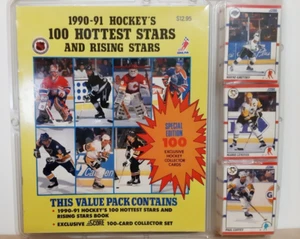 1990-91 HOCKEY'S
$12.95
100 HOTTEST STARS
AND RISING STARS
SPECIAL
EDITION
100
EXCLUSIVE
HOCKEY
COLLECTOR
CARDS
THIS VALUE PACK CONTAINS
• 1990-91 HOCKEY'S 100 HOTTEST STARS AND
RISING STARS BOOK
• EXCLUSIVE SCORE 100-CARD COLLECTOR SET